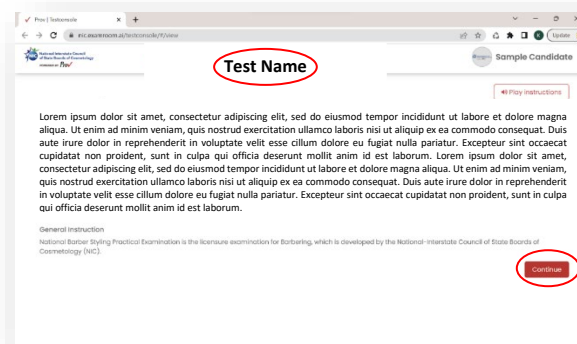 Prov | Testconsole
nic.examroom.ai/testconsole/#/view
Update
National Interstate Council
of State Boards of Cosmetology
POWERED BY Prov
Test Name
Sample Candidate
Play instructions
Lorem ipsum dolor sit amet, consectetur adipiscing elit, sed do eiusmod tempor incididunt ut labore et dolore magna
aliqua. Ut enim ad minim veniam, quis nostrud exercitation ullamco laboris nisi ut aliquip ex ea commodo consequat. Duis
aute irure dolor in reprehenderit in voluptate velit esse cillum dolore eu fugiat nulla pariatur. Excepteur sint occaecat
cupidatat non proident, sunt in culpa qui officia deserunt mollit anim id est laborum. Lorem ipsum dolor sit amet,
consectetur adipiscing elit, sed do eiusmod tempor incididunt ut labore et dolore magna aliqua. Ut enim ad minim veniam,
quis nostrud exercitation ullamco laboris nisi ut aliquip ex ea commodo consequat. Duis aute irure dolor in reprehenderit
in voluptate velit esse cillum dolore eu fugiat nulla pariatur. Excepteur sint occaecat cupidatat non proident, sunt in culpa
qui officia deserunt mollit anim id est laborum.
General Instruction
National Barber Styling Practical Examination is the licensure examination for Barbering, which is developed by the National-Interstate Council of State Boards of
Cosmetology (NIC).
Continue